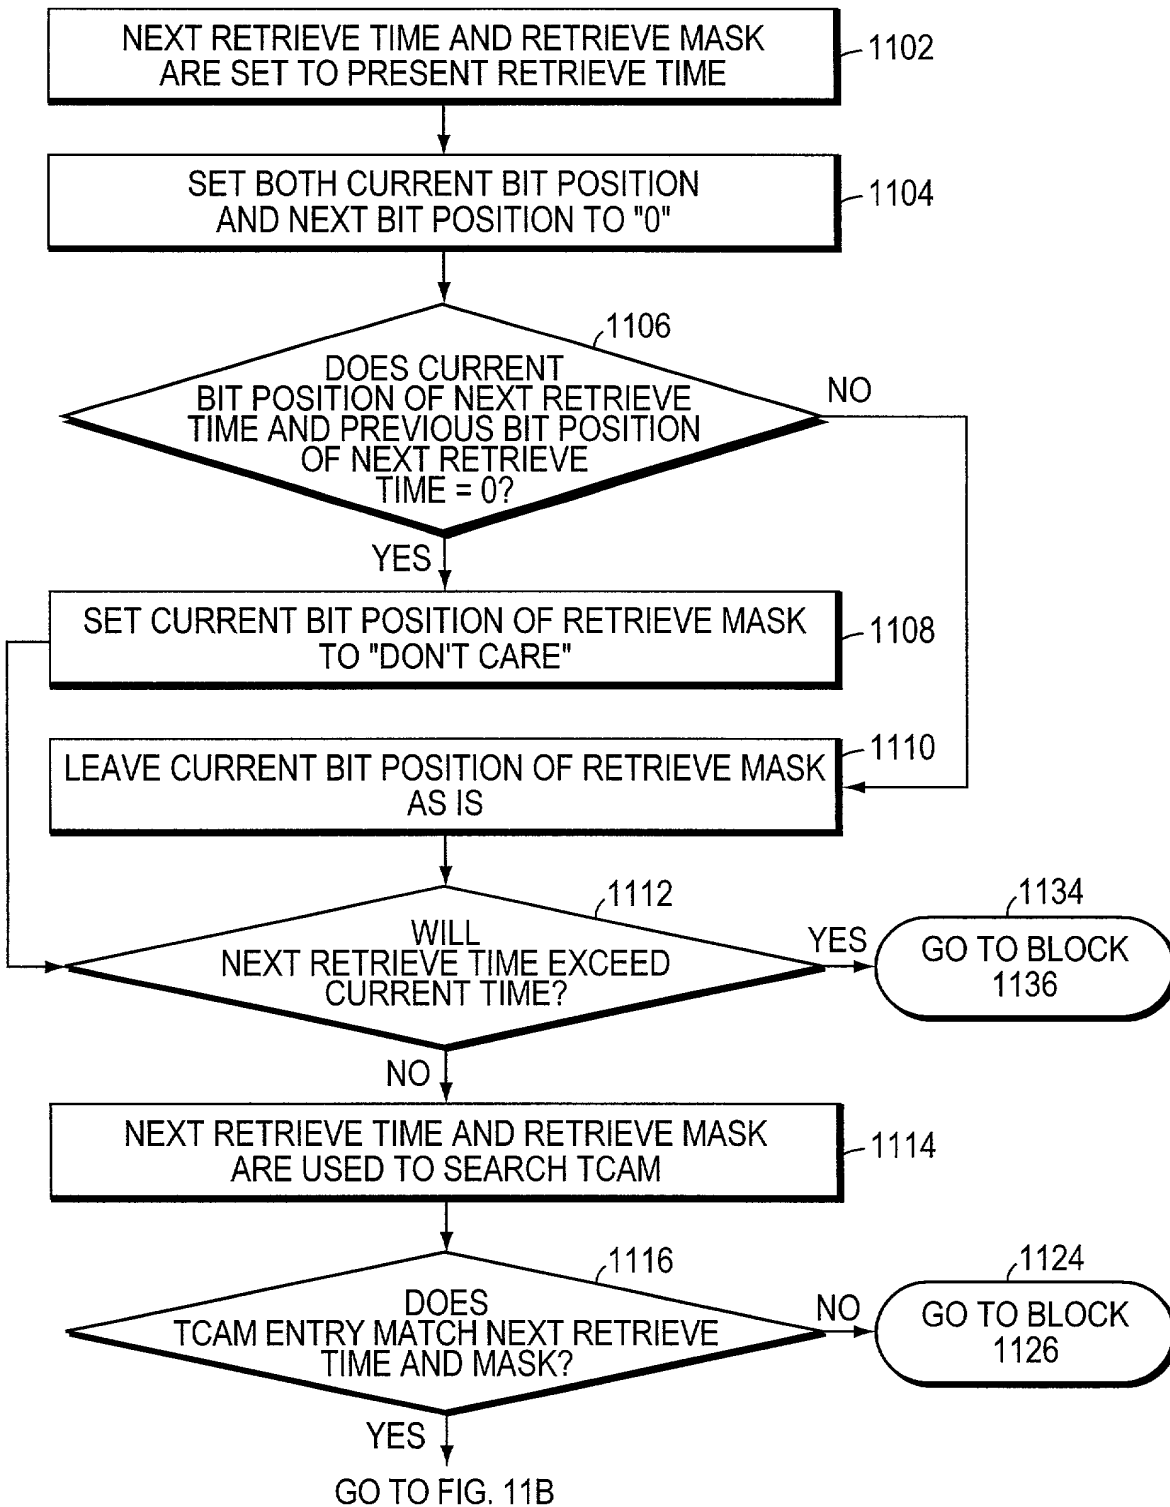 NEXT RETRIEVE TIME AND RETRIEVE MASK
ARE SET TO PRESENT RETRIEVE TIME
1102
SET BOTH CURRENT BIT POSITION
AND NEXT BIT POSITION TO "0"
1104
1106
DOES CURRENT
BIT POSITION OF NEXT RETRIEVE
TIME AND PREVIOUS BIT POSITION
OF NEXT RETRIEVE
TIME = 0?
NO
YES
SET CURRENT BIT POSITION OF RETRIEVE MASK
TO "DON'T CARE"
1108
LEAVE CURRENT BIT POSITION OF RETRIEVE MASK
AS IS
1110
1112
WILL
NEXT RETRIEVE TIME EXCEED
CURRENT TIME?
YES
1134
GO TO BLOCK
1136
NO
NEXT RETRIEVE TIME AND RETRIEVE MASK
ARE USED TO SEARCH TCAM
1114
1116
DOES
TCAM ENTRY MATCH NEXT RETRIEVE
TIME AND MASK?
NO
1124
GO TO BLOCK
1126
YES
GO TO FIG. 11B